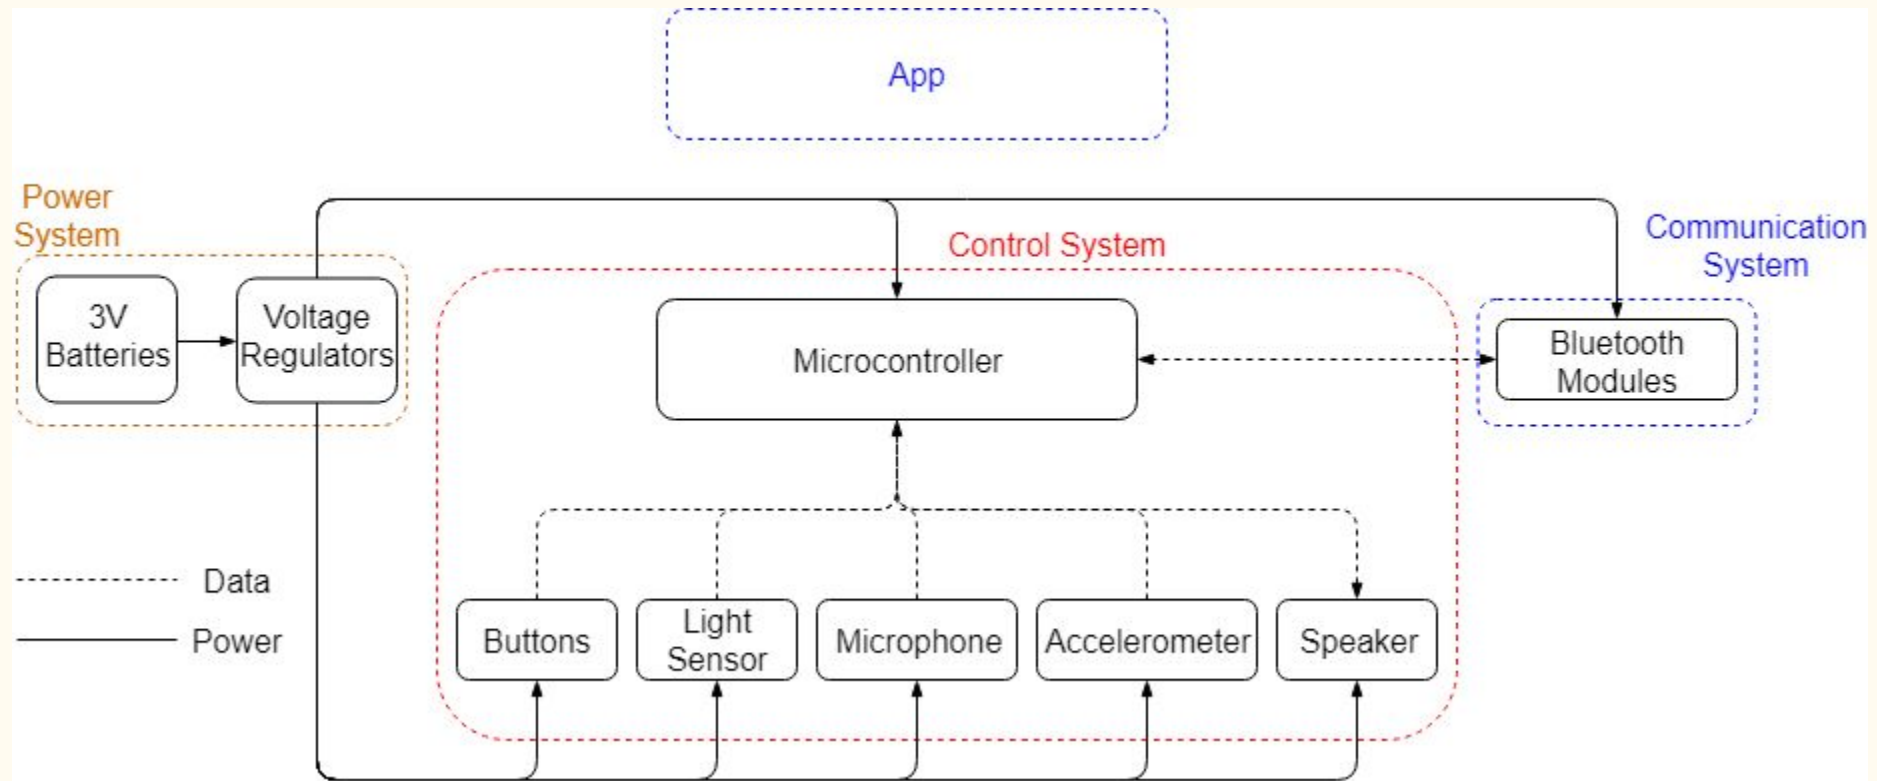 App
Power
System
Control System
Communication
System
3V
Batteries
Voltage
Regulators
Microcontroller
Bluetooth
Modules
Data
Power
Buttons
Light
Sensor
Microphone
Accelerometer
Speaker